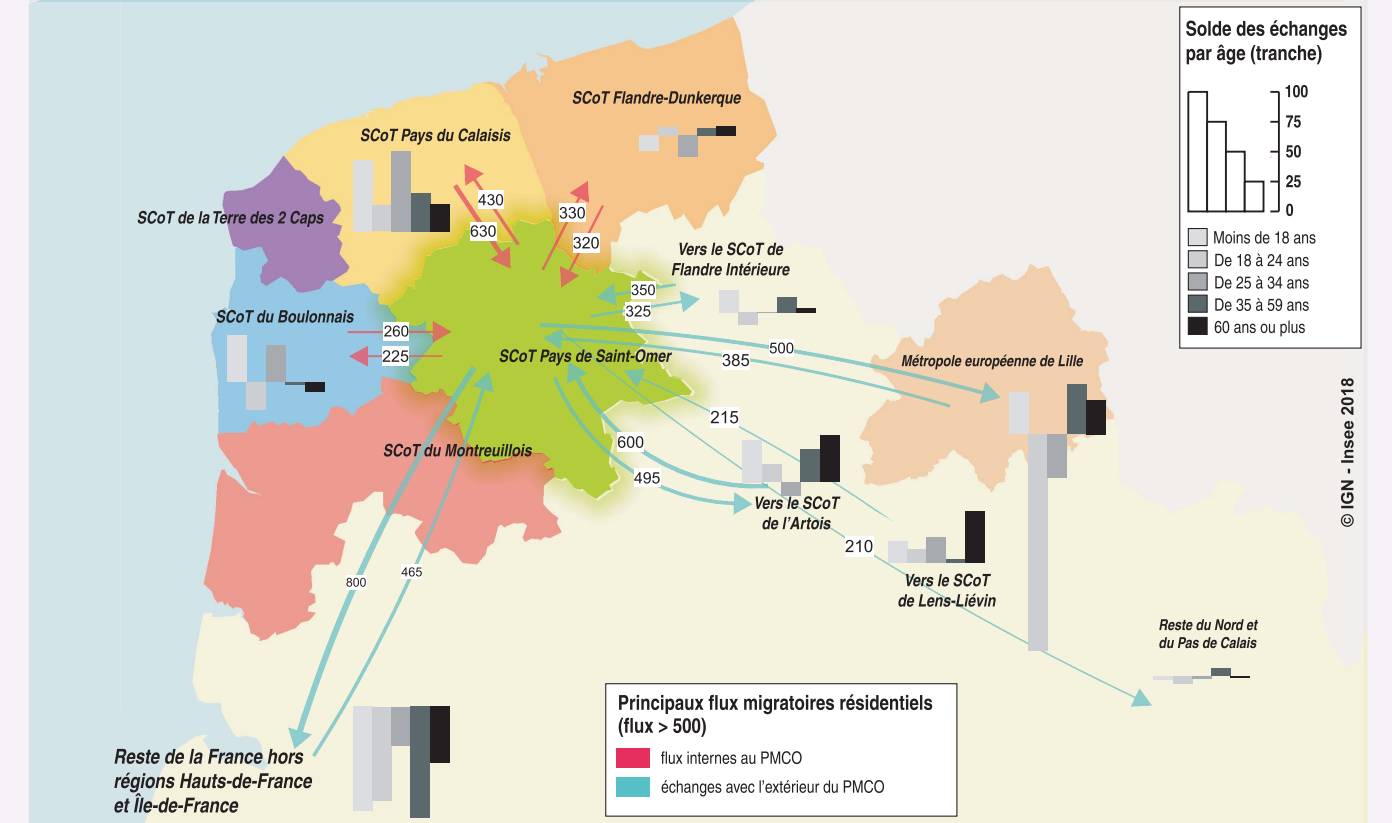 Solde des échanges
par âge (tranche)
100
75
50
25
0
Moins de 18 ans
De 18 à 24 ans
De 25 à 34 ans
De 35 à 59 ans
60 ans ou plus
SCoT Flandre-Dunkerque
SCoT Pays du Calaisis
430
630
330
320
SCoT de la Terre des 2 Caps
Vers le SCoT de
Flandre Intérieure
350
325
SCoT du Boulonnais
260
225
SCoT Pays de Saint-Omer
500
385
Métropole européenne de Lille
215
600
495
SCoT du Montreuillois
Vers le SCoT
de l'Artois
210
Vers le SCoT
de Lens-Liévin
800
465
Reste du Nord et
du Pas de Calais
© IGN - Insee 2018
Principaux flux migratoires résidentiels
(flux > 500)
flux internes au PMCO
échanges avec l'extérieur du PMCO
Reste de la France hors
régions Hauts-de-France
et Île-de-France